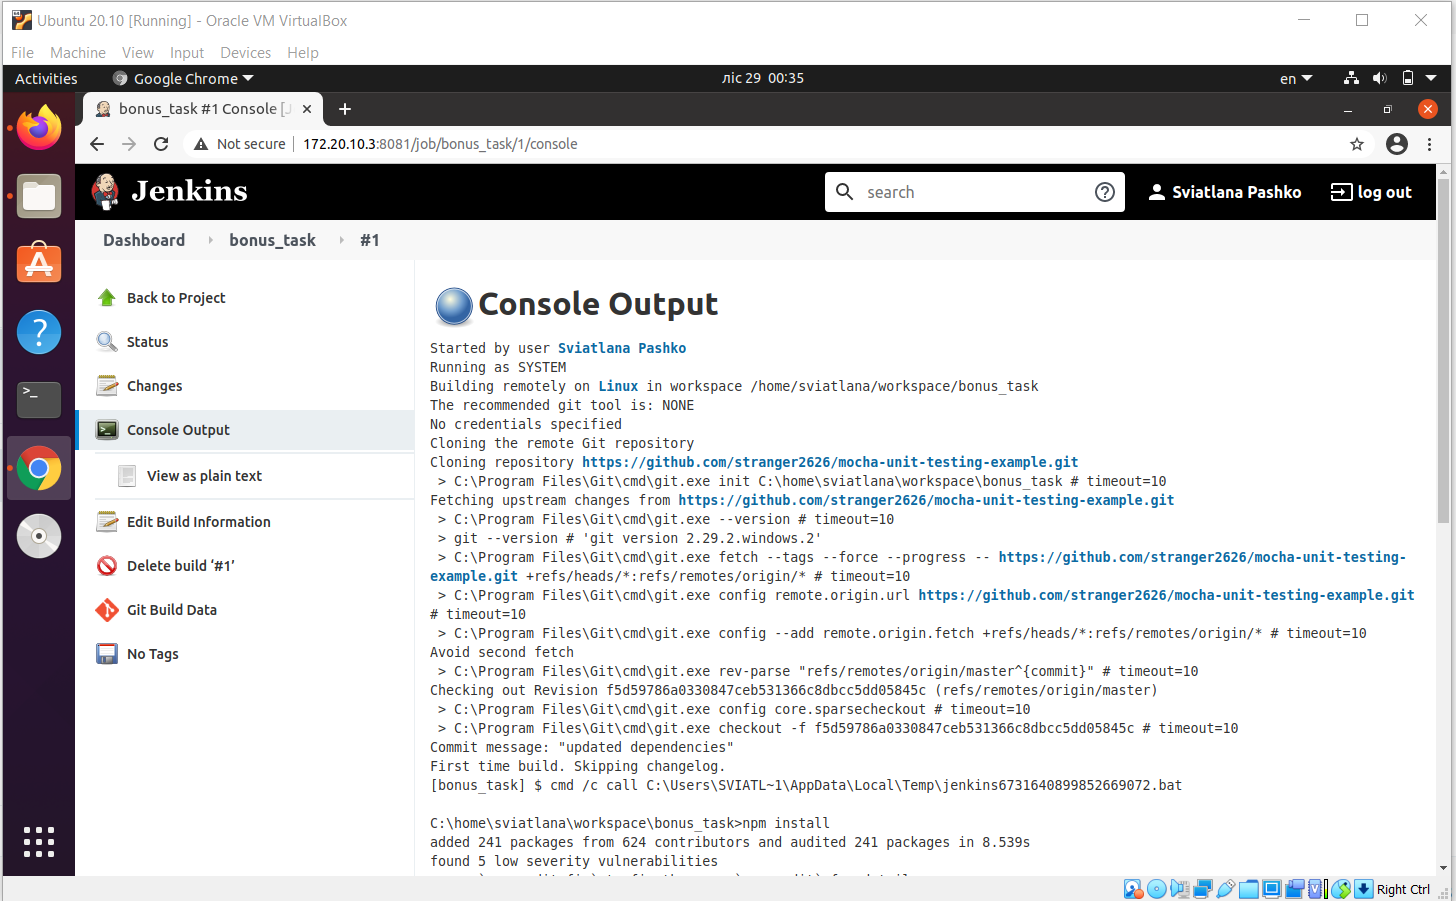 Ubuntu 20.10 [Running] - Oracle VM VirtualBox
File Machine View Input Devices Help
Activities Google Chrome ліс 29 00:35 en
bonus_task #1 Console [J
Not secure 172.20.10.3:8081/job/bonus_task/1/console
Jenkins search Sviatlana Pashko log out
Dashboard bonus_task #1
Back to Project
Status
Changes
Console Output
View as plain text
Edit Build Information
Delete build ‘#1’
Git Build Data
No Tags
Console Output
Started by user Sviatlana Pashko
Running as SYSTEM
Building remotely on Linux in workspace /home/sviatlana/workspace/bonus_task
The recommended git tool is: NONE
No credentials specified
Cloning the remote Git repository
Cloning repository https://github.com/stranger2626/mocha-unit-testing-example.git
> C:\Program Files\Git\cmd\git.exe init C:\home\sviatlana\workspace\bonus_task # timeout=10
Fetching upstream changes from https://github.com/stranger2626/mocha-unit-testing-example.git
> C:\Program Files\Git\cmd\git.exe --version # timeout=10
> git --version # 'git version 2.29.2.windows.2'
> C:\Program Files\Git\cmd\git.exe fetch --tags --force --progress -- https://github.com/stranger2626/mocha-unit-testing-
example.git +refs/heads/*:refs/remotes/origin/* # timeout=10
> C:\Program Files\Git\cmd\git.exe config remote.origin.url https://github.com/stranger2626/mocha-unit-testing-example.git
# timeout=10
> C:\Program Files\Git\cmd\git.exe config --add remote.origin.fetch +refs/heads/*:refs/remotes/origin/* # timeout=10
Avoid second fetch
> C:\Program Files\Git\cmd\git.exe rev-parse "refs/remotes/origin/master^{commit}" # timeout=10
Checking out Revision f5d59786a0330847ceb531366c8dbcc5dd05845c (refs/remotes/origin/master)
> C:\Program Files\Git\cmd\git.exe config core.sparsecheckout # timeout=10
> C:\Program Files\Git\cmd\git.exe checkout -f f5d59786a0330847ceb531366c8dbcc5dd05845c # timeout=10
Commit message: "updated dependencies"
First time build. Skipping changelog.
[bonus_task] $ cmd /c call C:\Users\SVIATL~1\AppData\Local\Temp\jenkins6731640899852669072.bat
C:\home\sviatlana\workspace\bonus_task>npm install
added 241 packages from 624 contributors and audited 241 packages in 8.539s
found 5 low severity vulnerabilities
Right Ctrl